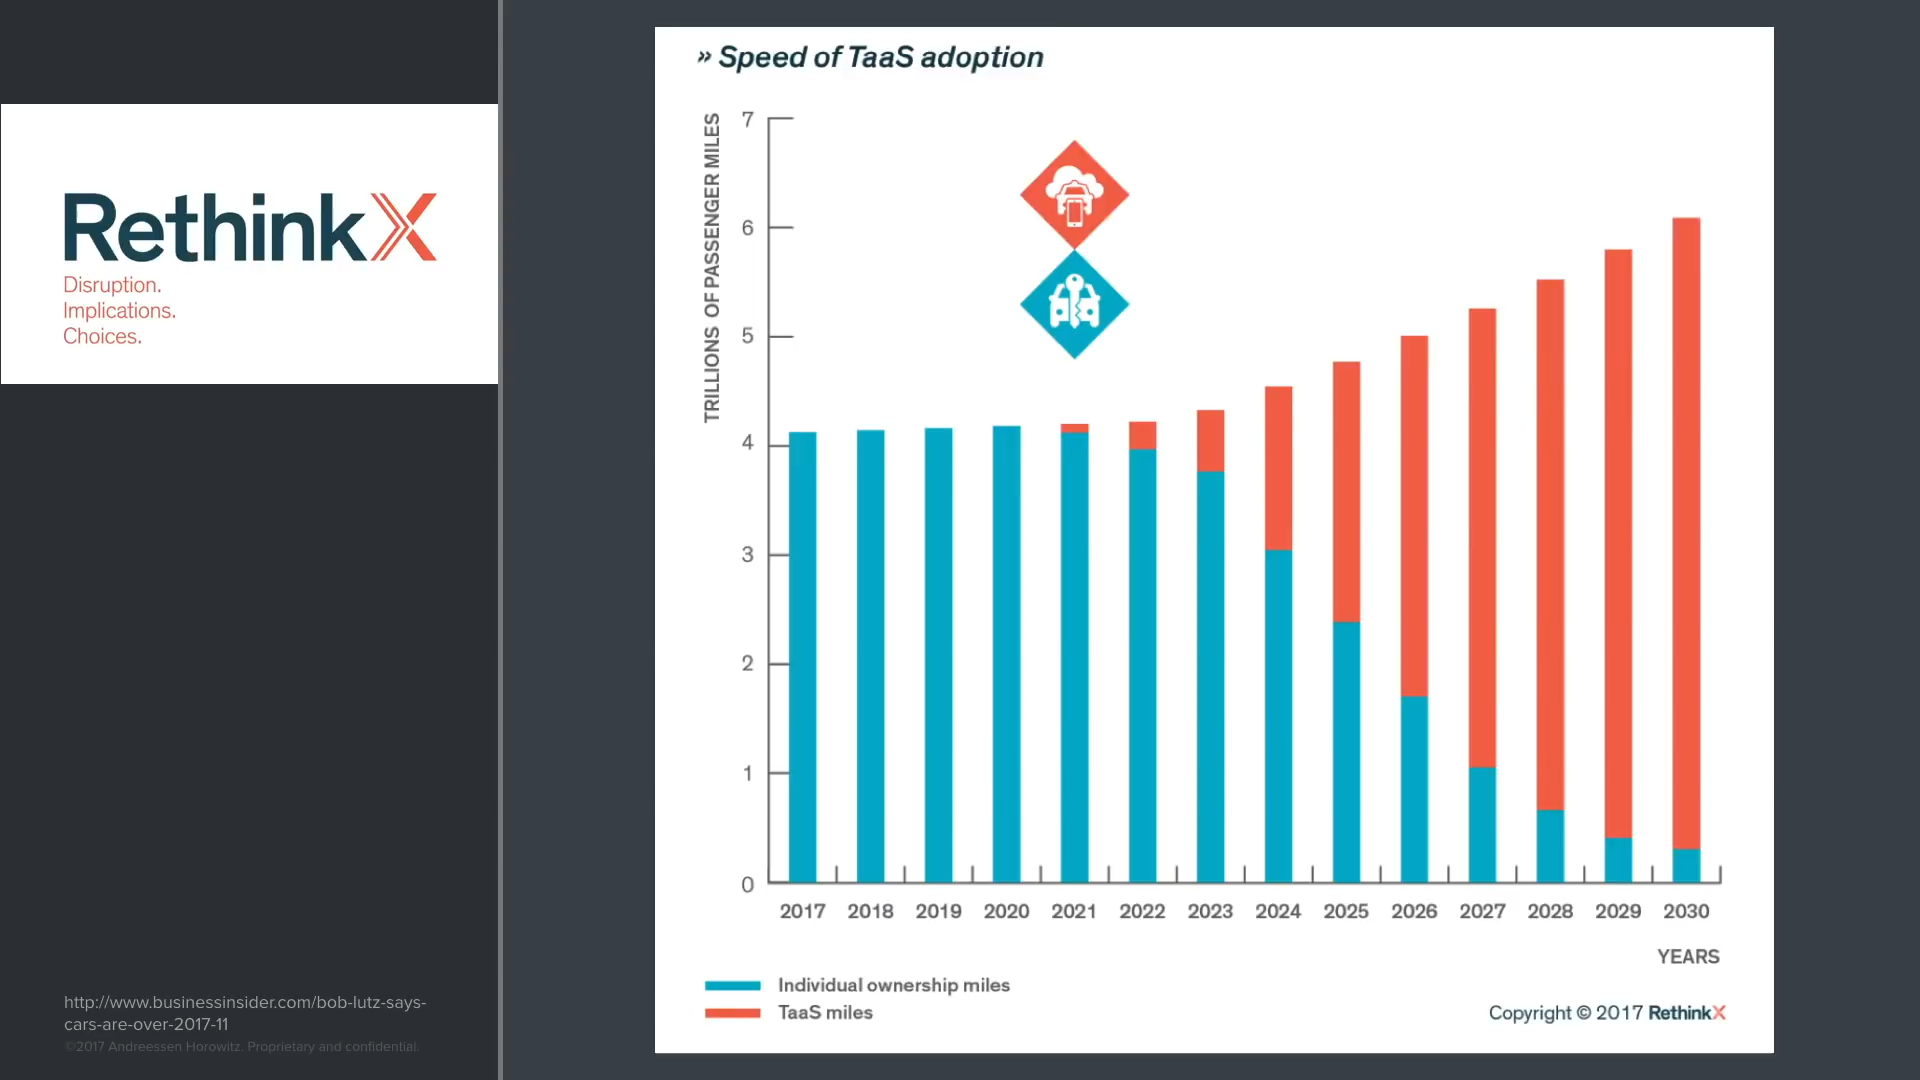 RethinkX
Disruption.
Implications.
Choices.
http://www.businessinsider.com/bob-lutz-says-
cars-are-over-2017-11
©2017 Andreessen Horowitz. Proprietary and confidential.
» Speed of TaaS adoption
TRILLIONS OF PASSENGER MILES
7
6
5
4
3
2
1
0
2017 2018 2019 2020 2021 2022 2023 2024 2025 2026 2027 2028 2029 2030
YEARS
Individual ownership miles
TaaS miles
Copyright © 2017 RethinkX